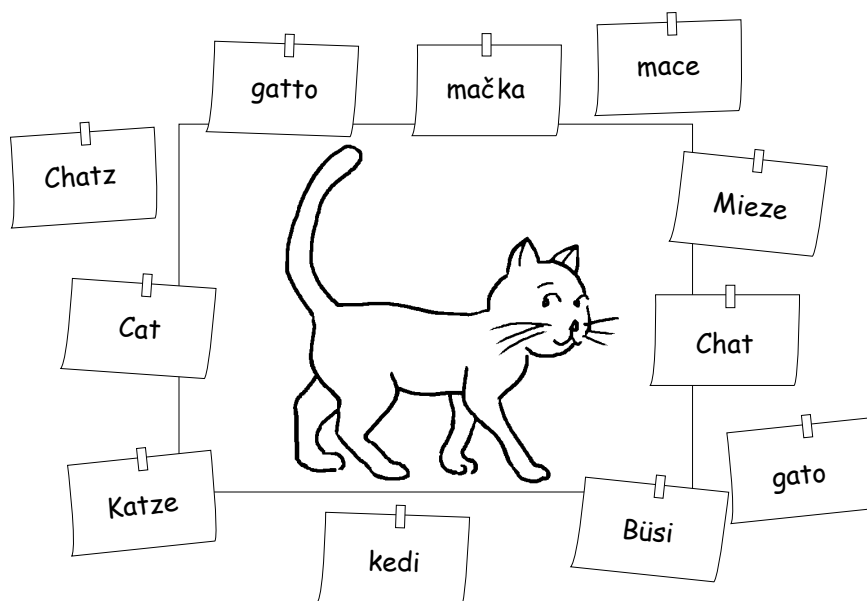 gatto
mačka
mace
Chatz
Mieze
Cat
Chat
gato
Katze
Büsi
kedi